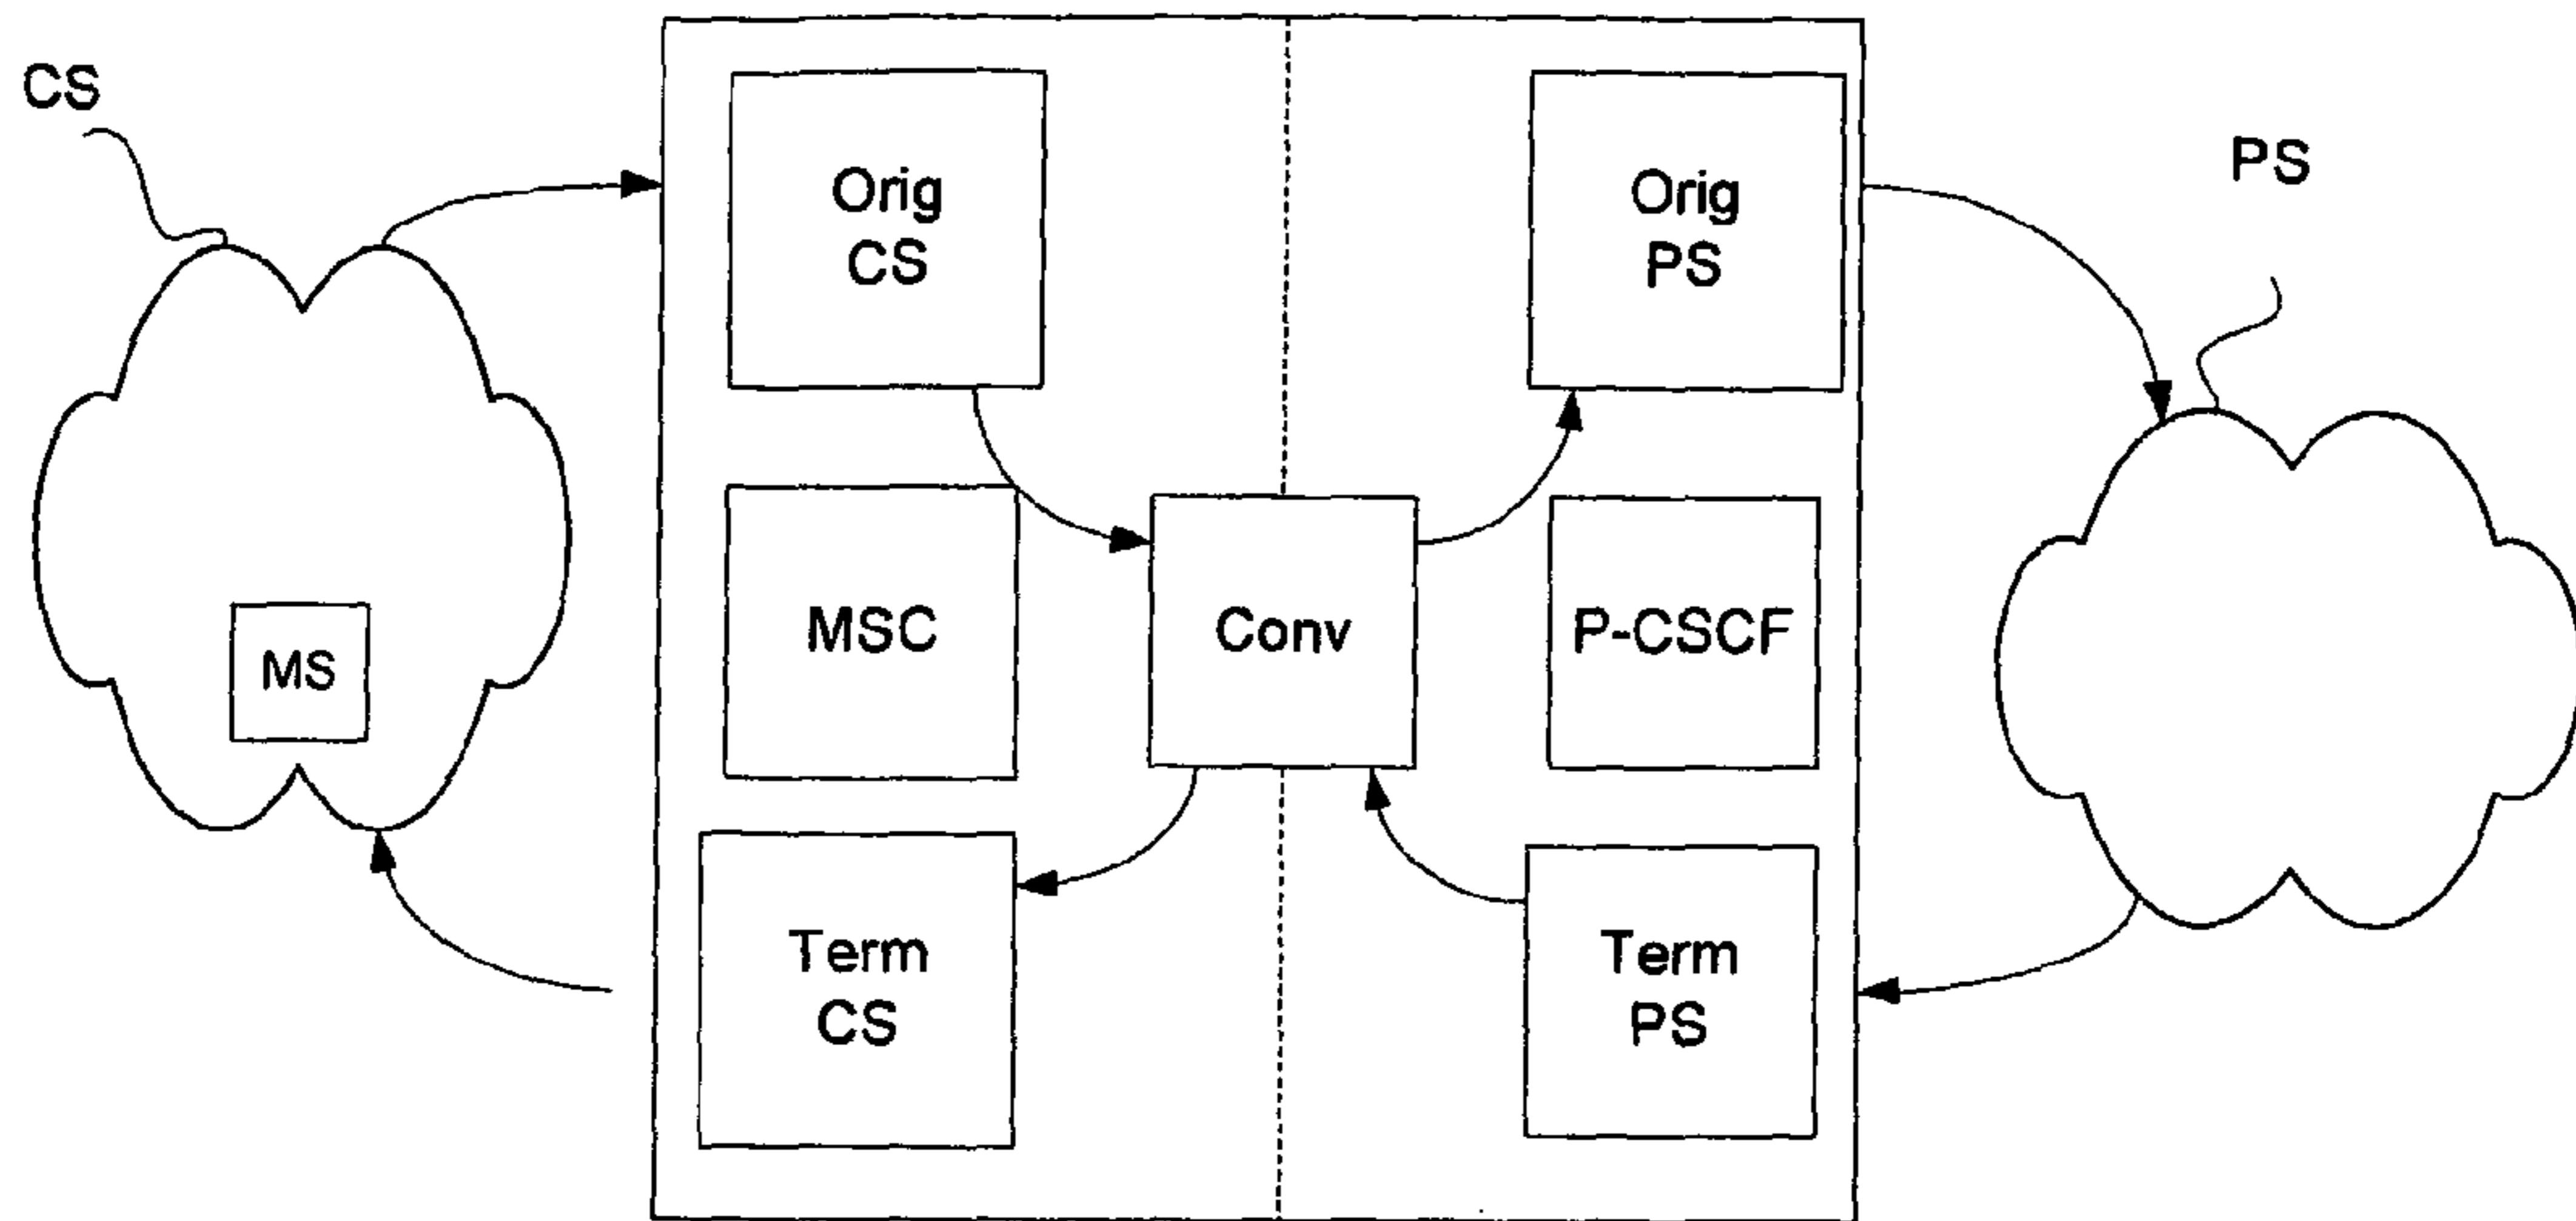 CS
Orig
CS
Orig
PS
PS
MSC
Conv
P-CSCF
MS
Term
CS
Term
PS